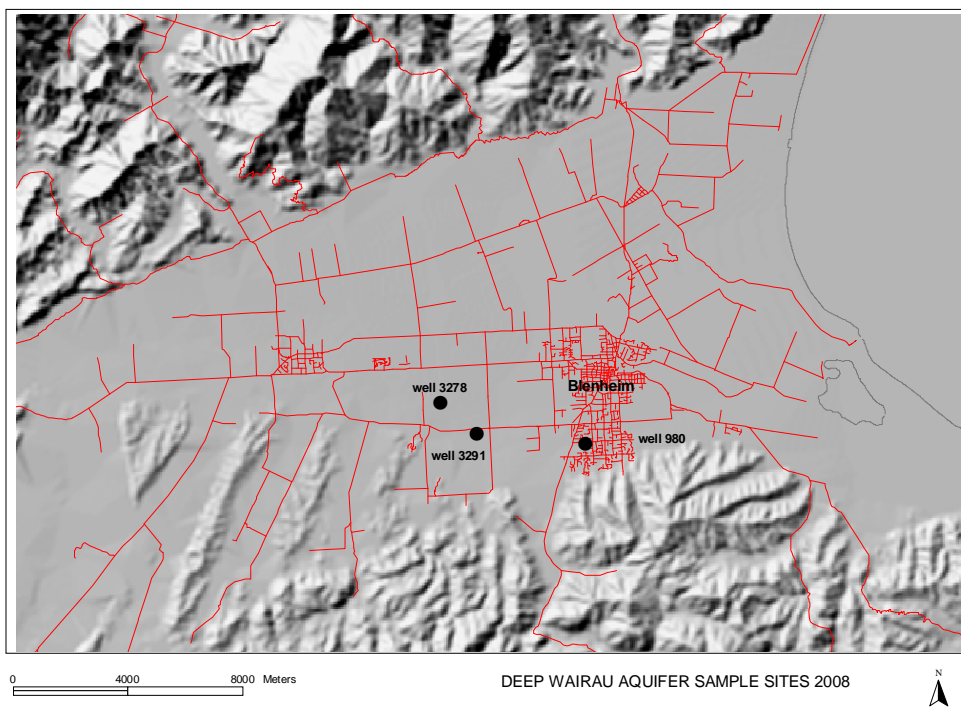 Blenheim
well 3278
well 3291
well 980
0 4000 8000 Meters
DEEP WAIRAU AQUIFER SAMPLE SITES 2008
N